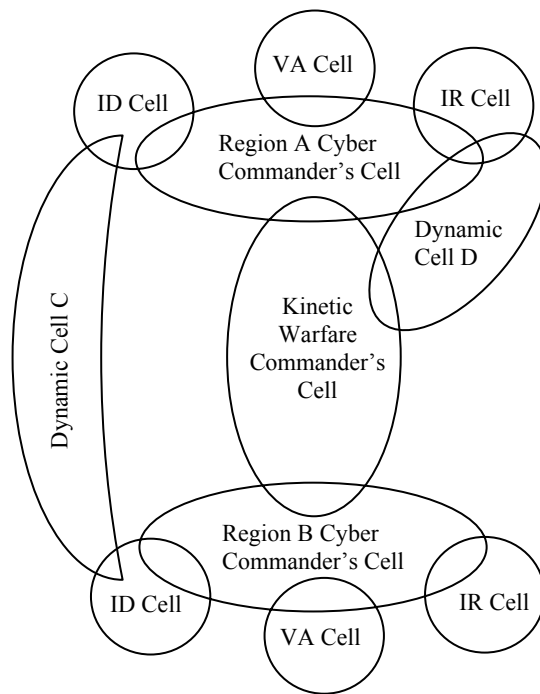 VA Cell
ID Cell
IR Cell
Region A Cyber
Commander's Cell
Dynamic
Cell D
Kinetic
Warfare
Commander's
Cell
Dynamic Cell C
Region B Cyber
Commander's Cell
ID Cell
IR Cell
VA Cell